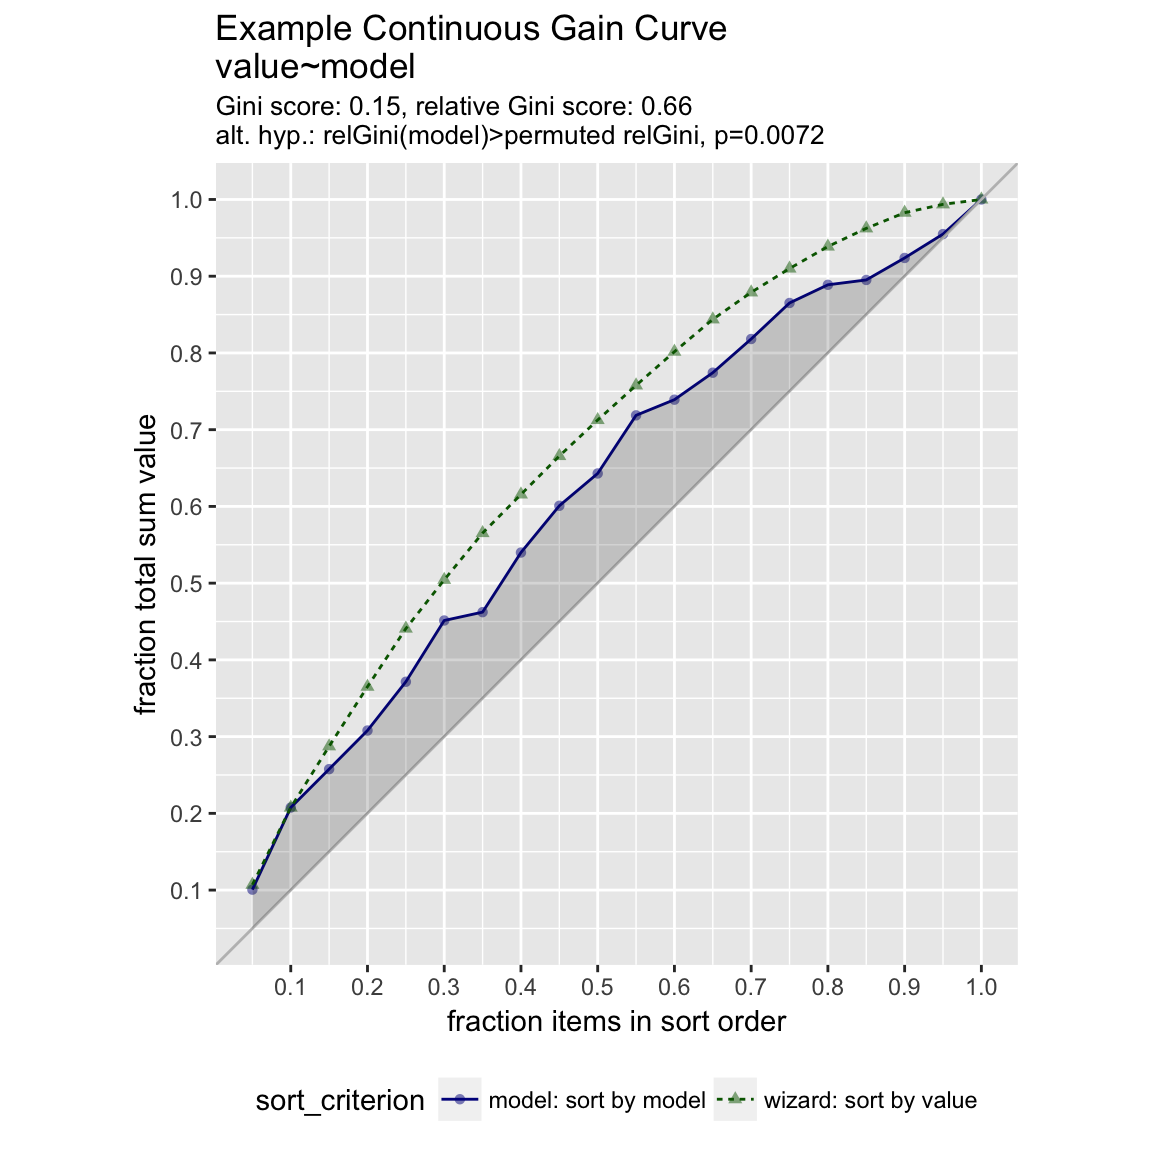 Example Continuous Gain Curve
value~model
Gini score: 0.15, relative Gini score: 0.66
alt. hyp.: relGini(model)>permuted relGini, p=0.0072
fraction total sum value
1.0
0.9
0.8
0.7
0.6
0.5
0.4
0.3
0.2
0.1
0.1 0.2 0.3 0.4 0.5 0.6 0.7 0.8 0.9 1.0
fraction items in sort order
sort_criterion model: sort by model wizard: sort by value